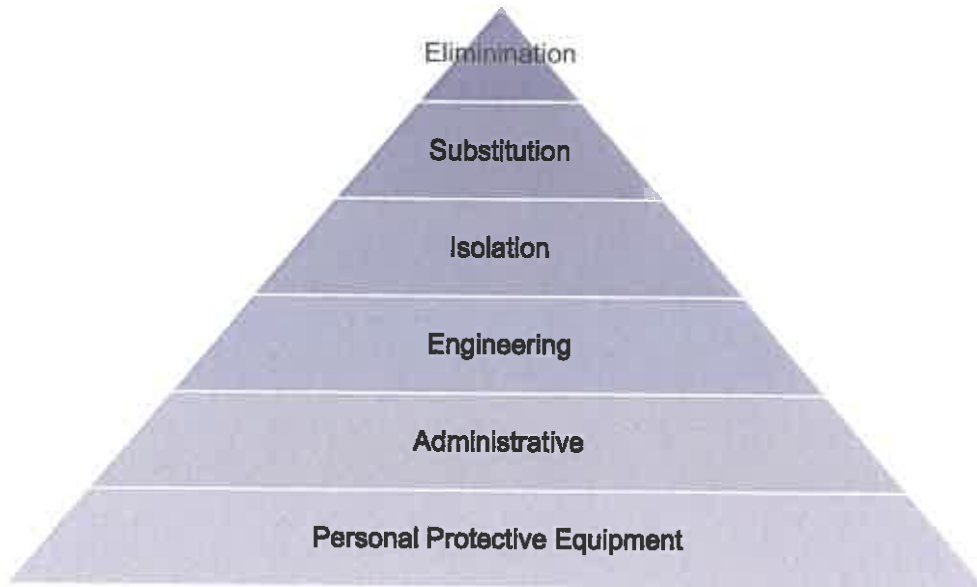 Eliminination
Substitution
Isolation
Engineering
Administrative
Personal Protective Equipment